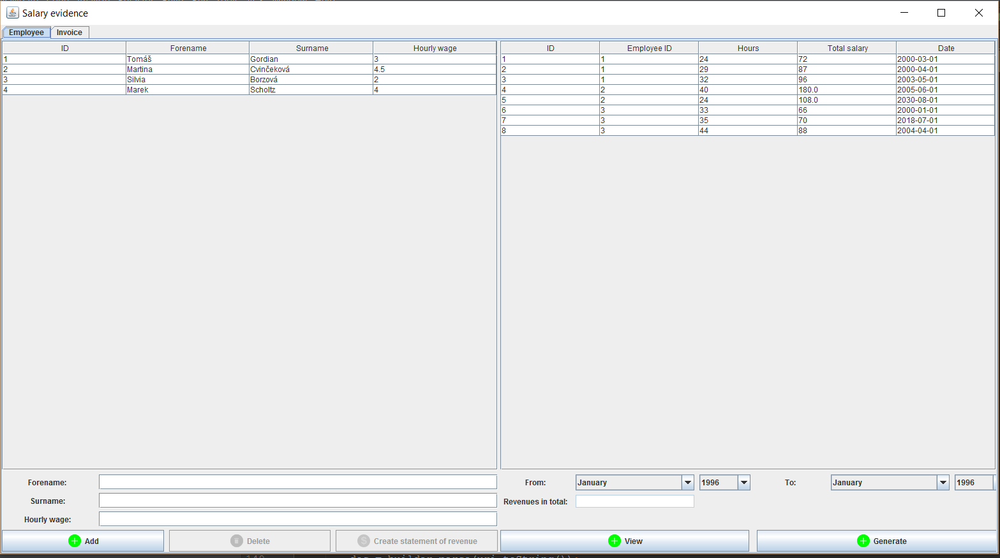 Salary evidence
Employee Invoice
ID Forename Surname Hourly wage
1 Tomáš Gordian 3
2 Martina Cvinčeková 4.5
3 Silvia Borzová 2
4 Marek Scholtz 4
ID Employee ID Hours Total salary Date
1 1 24 72 2000-03-01
2 1 29 87 2000-04-01
3 1 32 96 2003-05-01
4 2 40 180.0 2005-06-01
5 2 24 108.0 2030-08-01
6 3 33 66 2000-01-01
7 3 35 70 2018-07-01
8 3 44 88 2004-04-01
Forename:
Surname:
Hourly wage:
Add Delete Create statement of revenue
From: January 1996 To: January 1996
Revenues in total:
View Generate